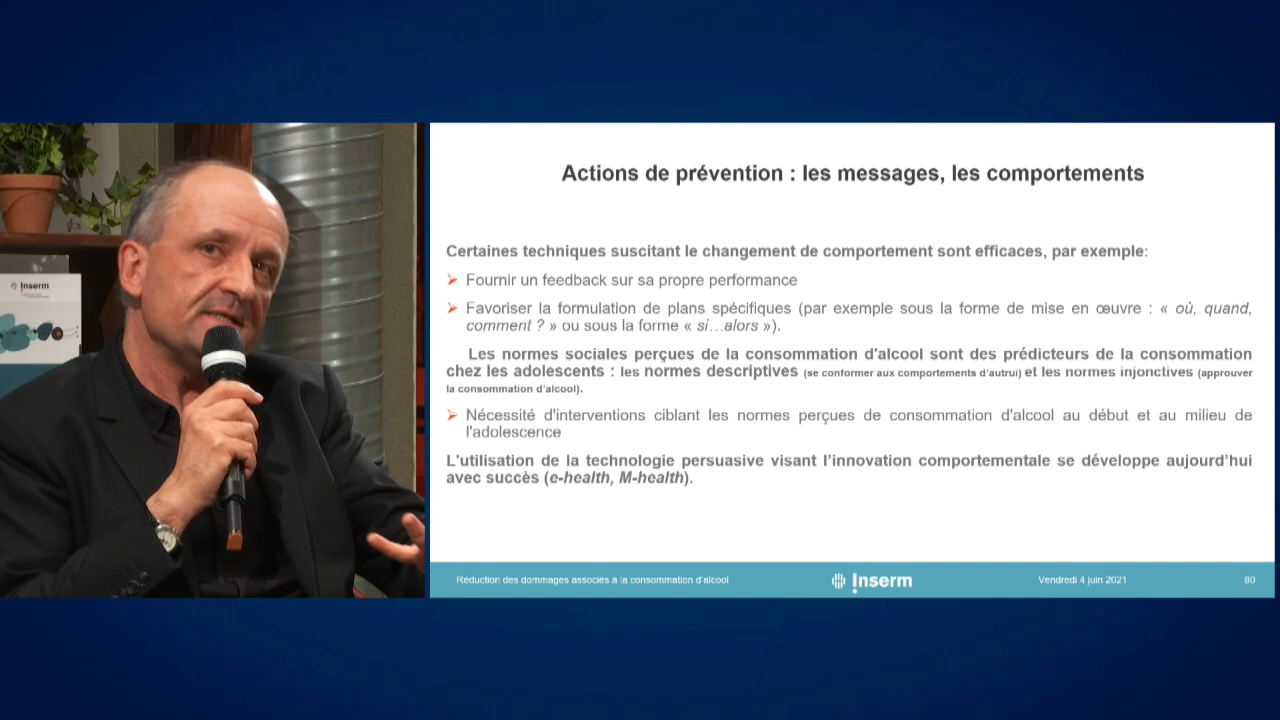 Inserm
Actions de prévention : les messages, les comportements
Certaines techniques suscitant le changement de comportement sont efficaces, par exemple:
➤ Fournir un feedback sur sa propre performance
➤ Favoriser la formulation de plans spécifiques (par exemple sous la forme de mise en œuvre : « où, quand,
comment ? » ou sous la forme « si…alors »).
Les normes sociales perçues de la consommation d'alcool sont des prédicteurs de la consommation
chez les adolescents : les normes descriptives (se conformer aux comportements d'autrui) et les normes injonctives (approuver
la consommation d'alcool).
➤ Nécessité d'interventions ciblant les normes perçues de consommation d'alcool au début et au milieu de
l'adolescence
L'utilisation de la technologie persuasive visant l'innovation comportementale se développe aujourd'hui
avec succès (e-health, M-health).
Réduction des dommages associés à la consommation d'alcool
Inserm
Vendredi 4 juin 2021
80